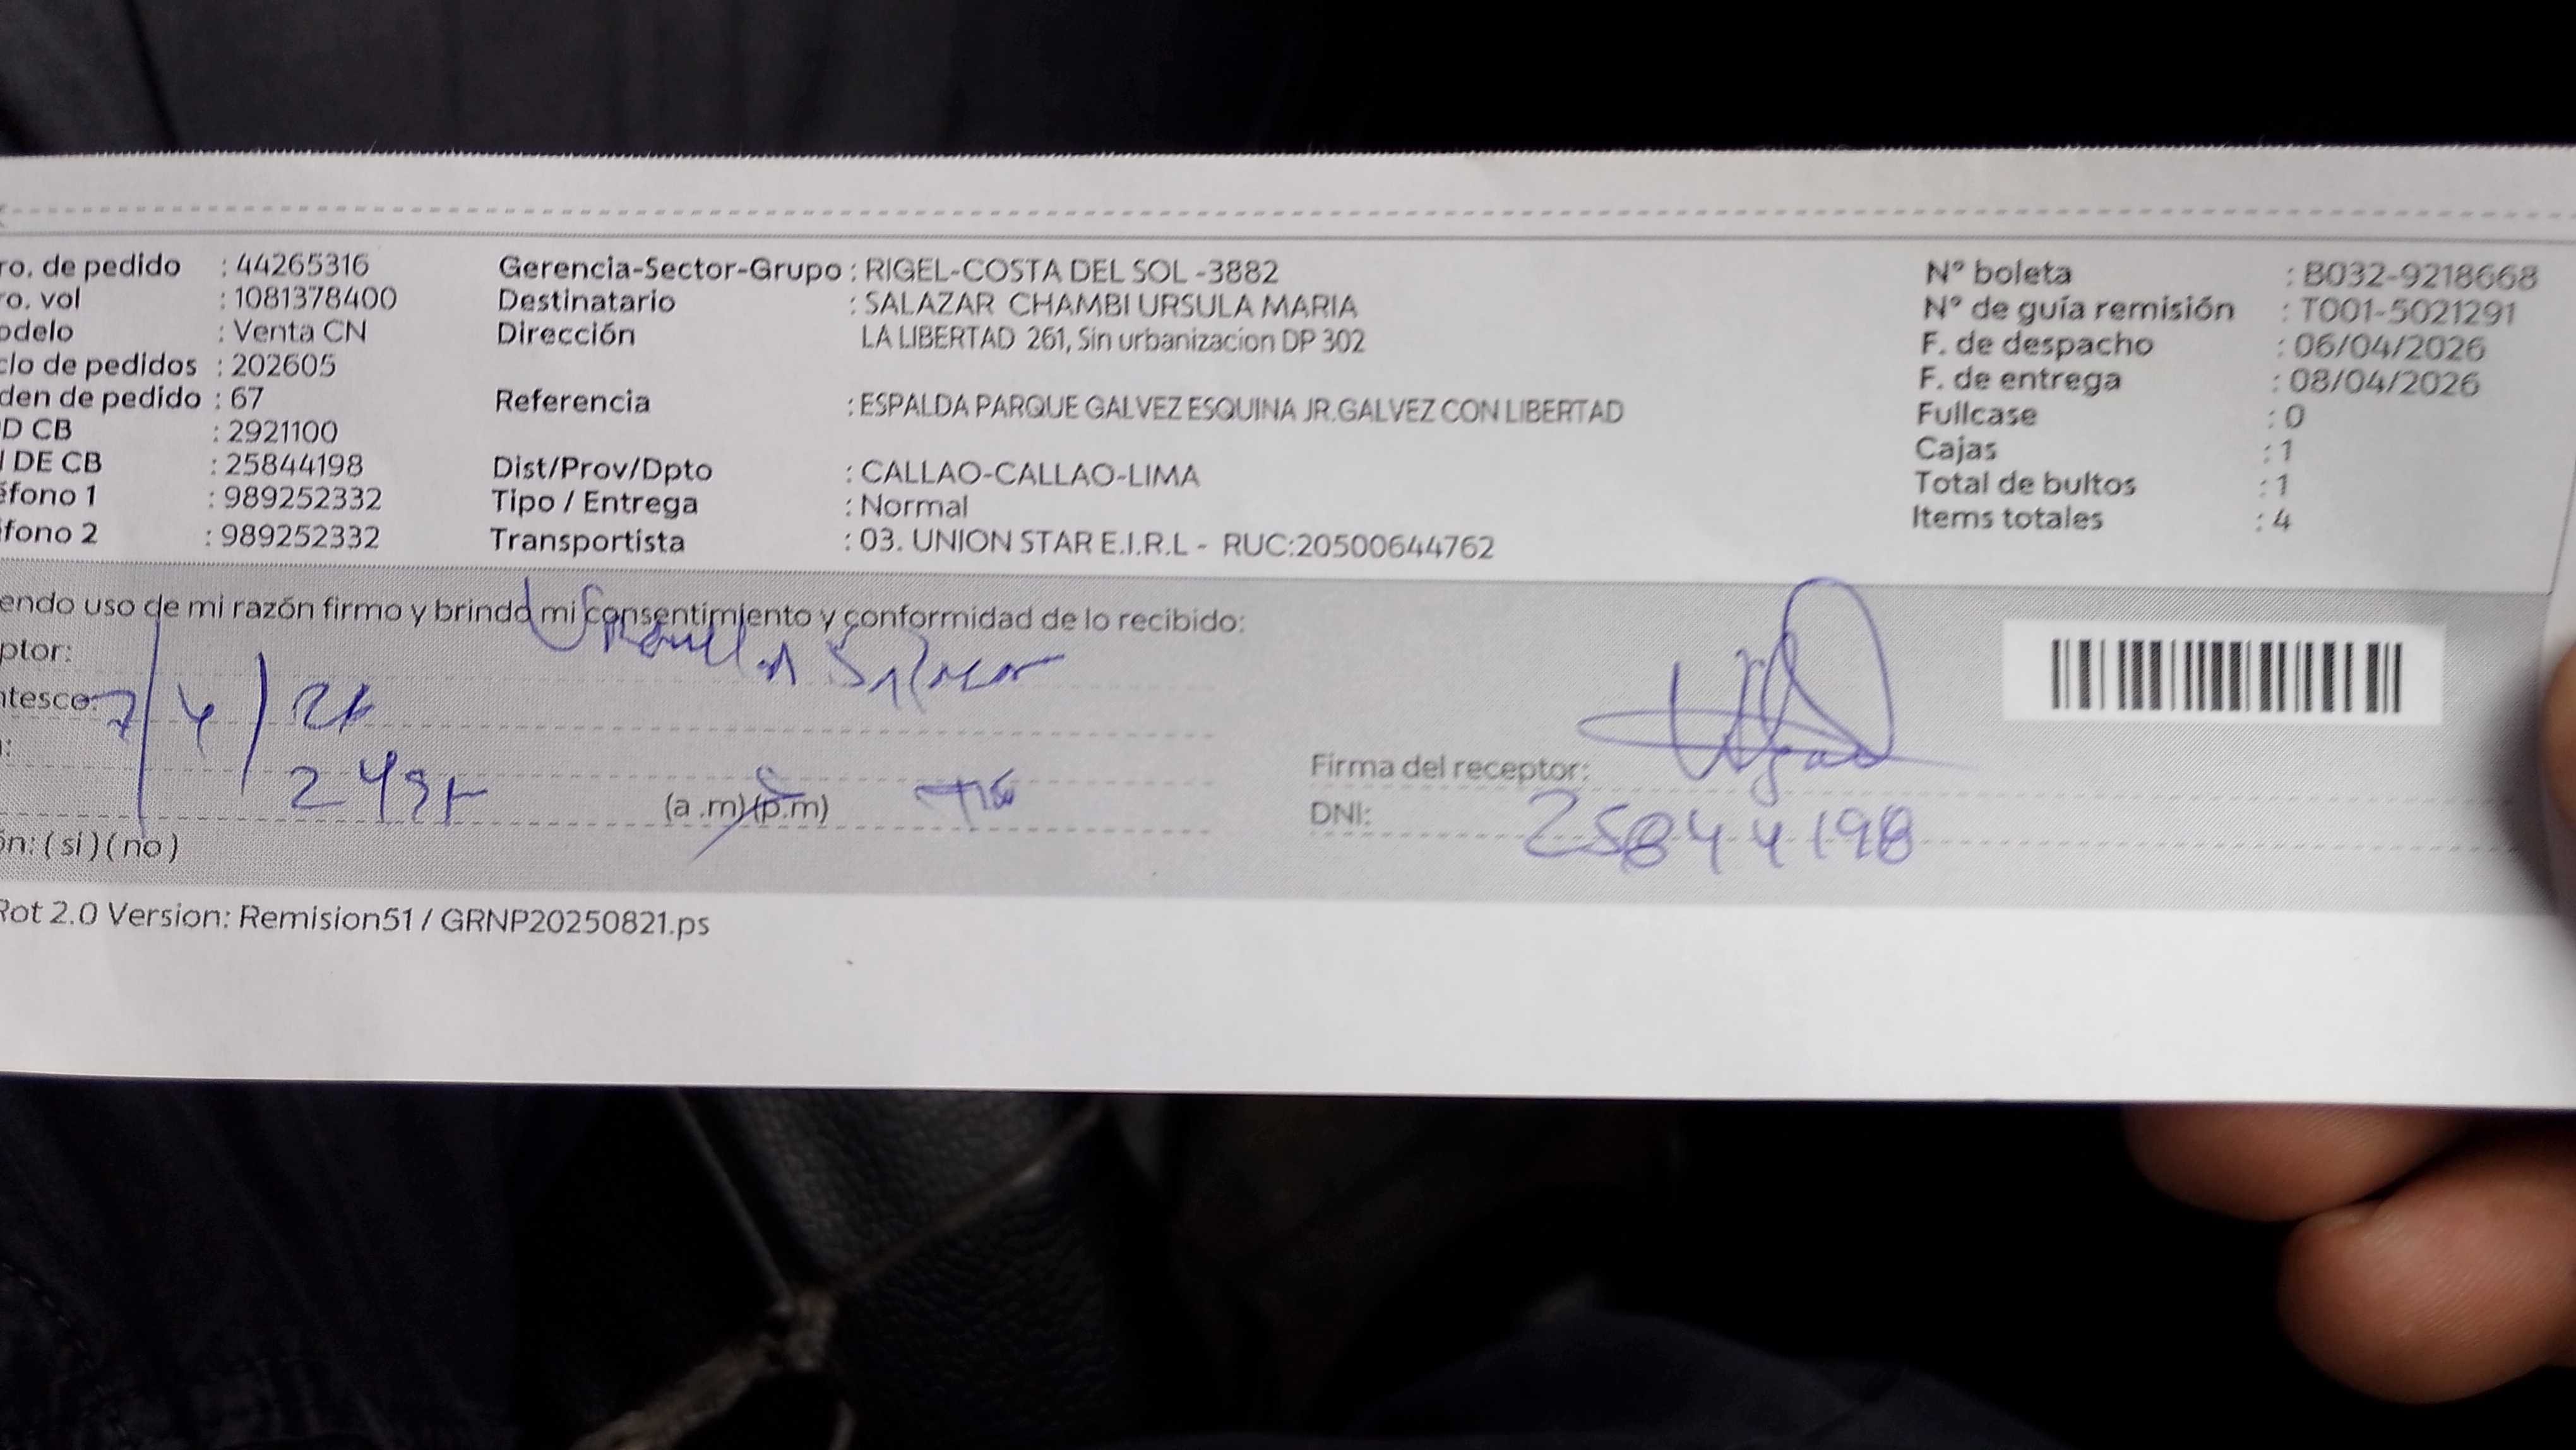 ro. de pedido : 44265316
ro. vol : 1081378400
odelo : Venta CN
clo de pedidos : 202605
den de pedido : 67
D CB : 2921100
I DE CB : 25844198
éfono 1 : 989252332
éfono 2 : 989252332
Gerencia-Sector-Grupo : RIGEL-COSTA DEL SOL -3882
Destinatario : SALAZAR CHAMBI URSULA MARIA
Dirección LA LIBERTAD 261, Sin urbanizacion DP 302
Referencia : ESPALDA PARQUE GALVEZ ESQUINA JR.GALVEZ CON LIBERTAD
Dist/Prov/Dpto : CALLAO-CALLAO-LIMA
Tipo / Entrega : Normal
Transportista : 03. UNION STAR E.I.R.L - RUC:20500644762
N° boleta : B032-9218668
N° de guía remisión : T001-5021291
F. de despacho : 06/04/2026
F. de entrega : 08/04/2026
Fullcase : 0
Cajas : 1
Total de bultos : 1
Items totales : 4
endo uso de mi razón firmo y brindo mi consentimiento y conformidad de lo recibido:
ptor: Salazar
ntesco: 7/4/26
:
(a .m)(p.m)
ón: ( si ) ( no )
Firma del receptor:
DNI: 25844198
Rot 2.0 Version: Remision51 / GRNP20250821.ps